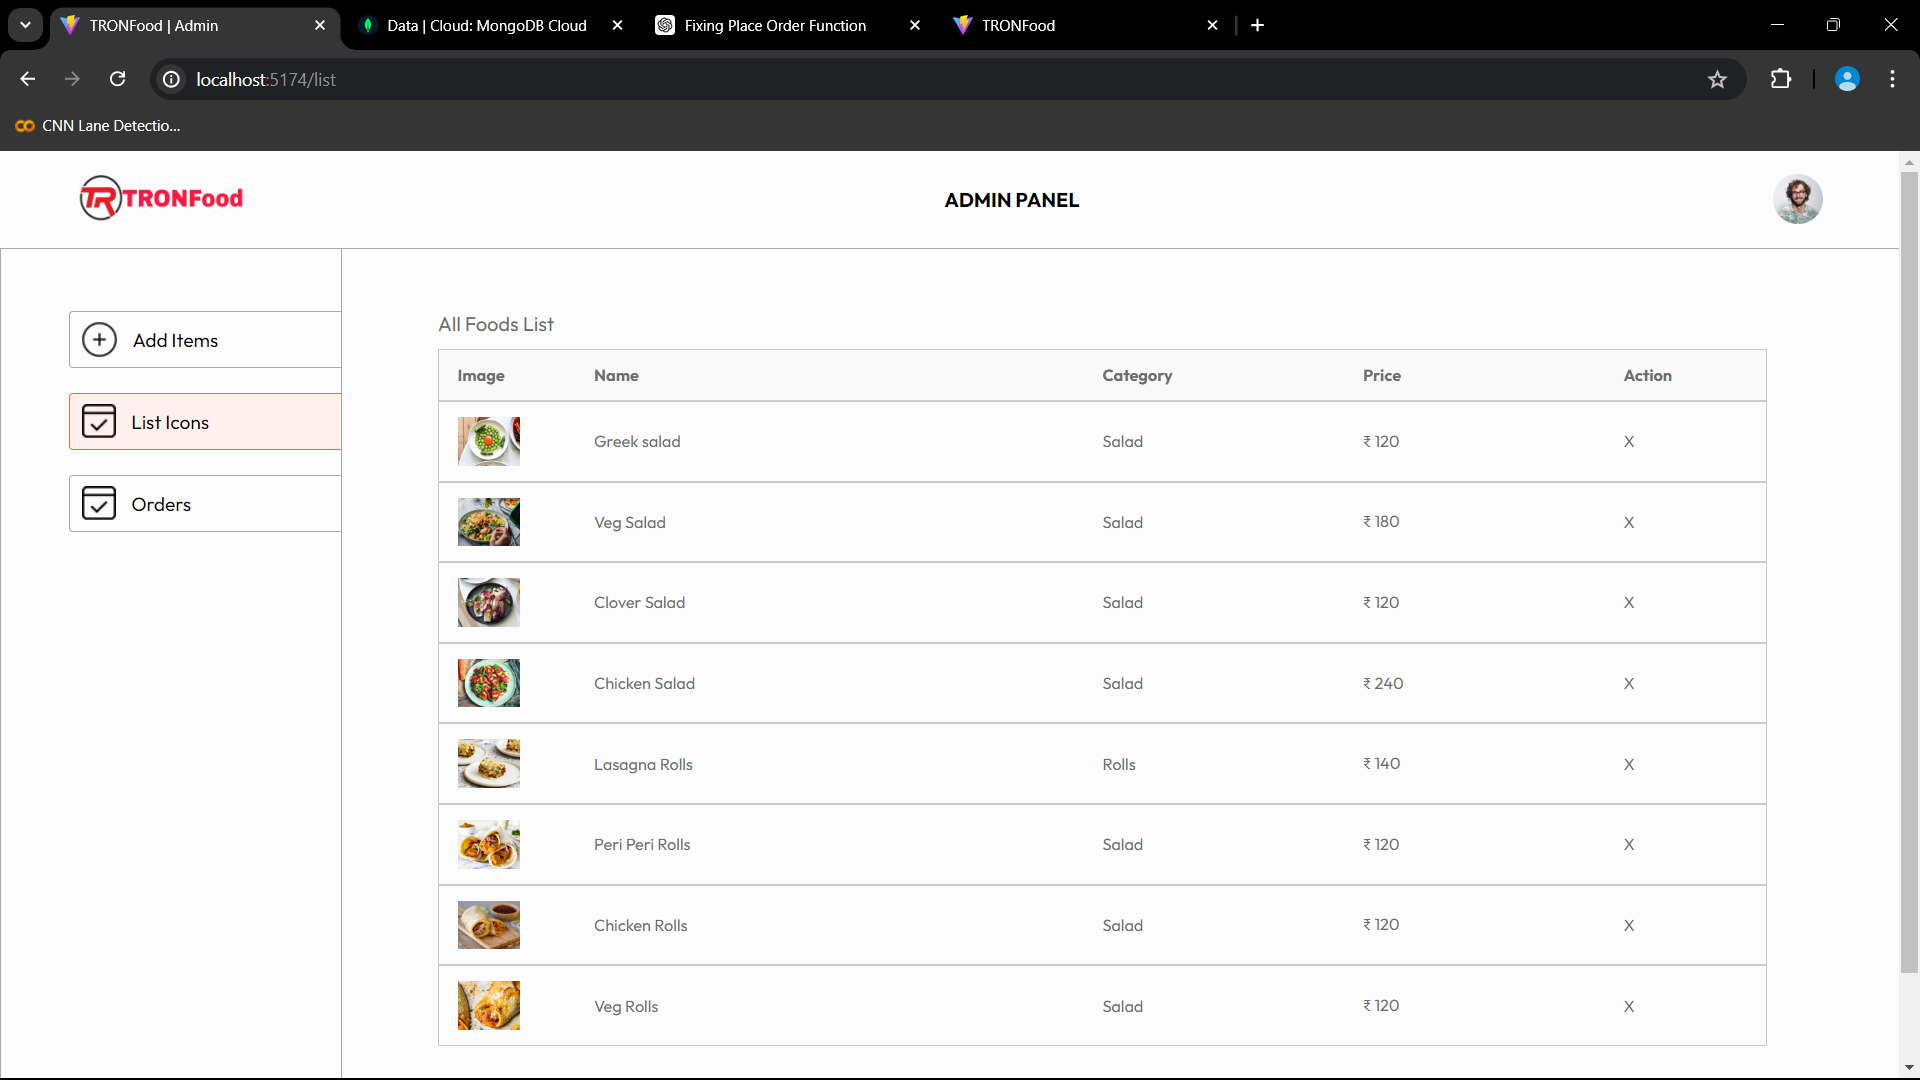 TRONFood | Admin
Data | Cloud: MongoDB Cloud
Fixing Place Order Function
TRONFood
localhost:5174/list
CNN Lane Detectio...
TR TRONFood
ADMIN PANEL
Add Items
List Icons
Orders
All Foods List
Image Name Category Price Action
Greek salad Salad ₹ 120 X
Veg Salad Salad ₹ 180 X
Clover Salad Salad ₹ 120 X
Chicken Salad Salad ₹ 240 X
Lasagna Rolls Rolls ₹ 140 X
Peri Peri Rolls Salad ₹ 120 X
Chicken Rolls Salad ₹ 120 X
Veg Rolls Salad ₹ 120 X